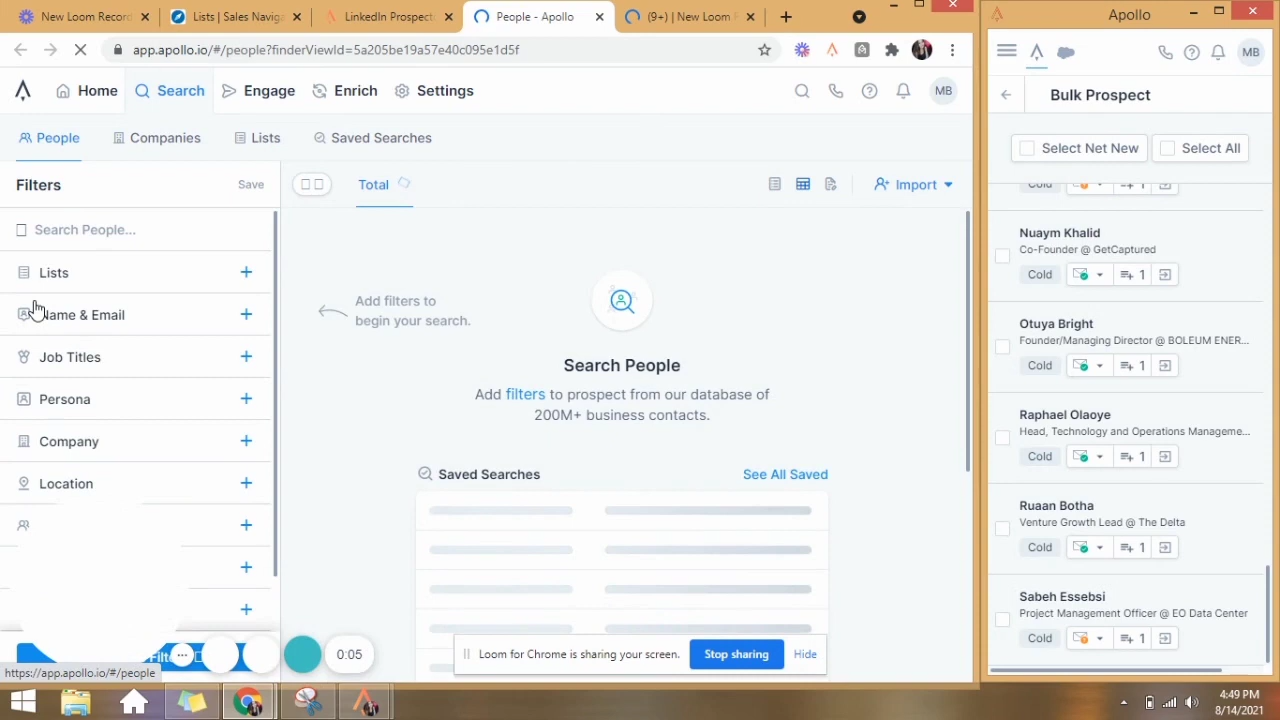 New Loom Record
Lists | Sales Naviga
LinkedIn Prospect
People - Apollo
(9+) | New Loom
Apollo
app.apollo.io/#/people?finderViewId=5a205be19a57e40c095e1d5f
MB
Home
Search
Engage
Enrich
Settings
MB
Bulk Prospect
People
Companies
Lists
Saved Searches
Select Net New
Select All
Filters
Save
Total
Import
Cold
1
Search People...
Lists
Name & Email
Job Titles
Persona
Company
Location
Add filters to
begin your search.
Search People
Add filters to prospect from our database of
200M+ business contacts.
Saved Searches
See All Saved
Nuaym Khalid
Co-Founder @ GetCaptured
Cold
1
Otuya Bright
Founder/Managing Director @ BOLEUM ENER...
Cold
1
Raphael Olaoye
Head, Technology and Operations Manageme...
Cold
1
Ruaan Botha
Venture Growth Lead @ The Delta
Cold
1
Sabeh Essebsi
Project Management Officer @ EO Data Center
Cold
1
0:05
Loom for Chrome is sharing your screen.
Stop sharing
Hide
https://app.apollo.io/#/people
4:49 PM
8/14/2021